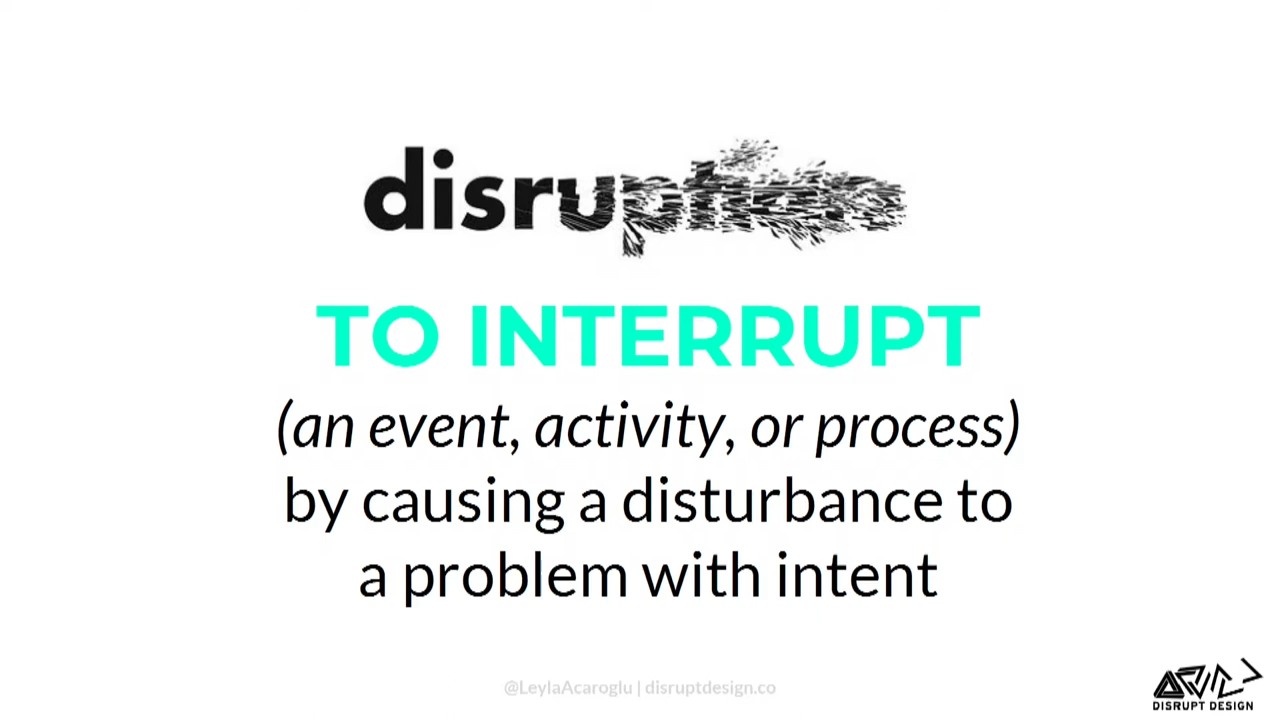 disruption
TO INTERRUPT
(an event, activity, or process)
by causing a disturbance to
a problem with intent
@LeylaAcaroglu | disruptdesign.co
DISRUPT DESIGN